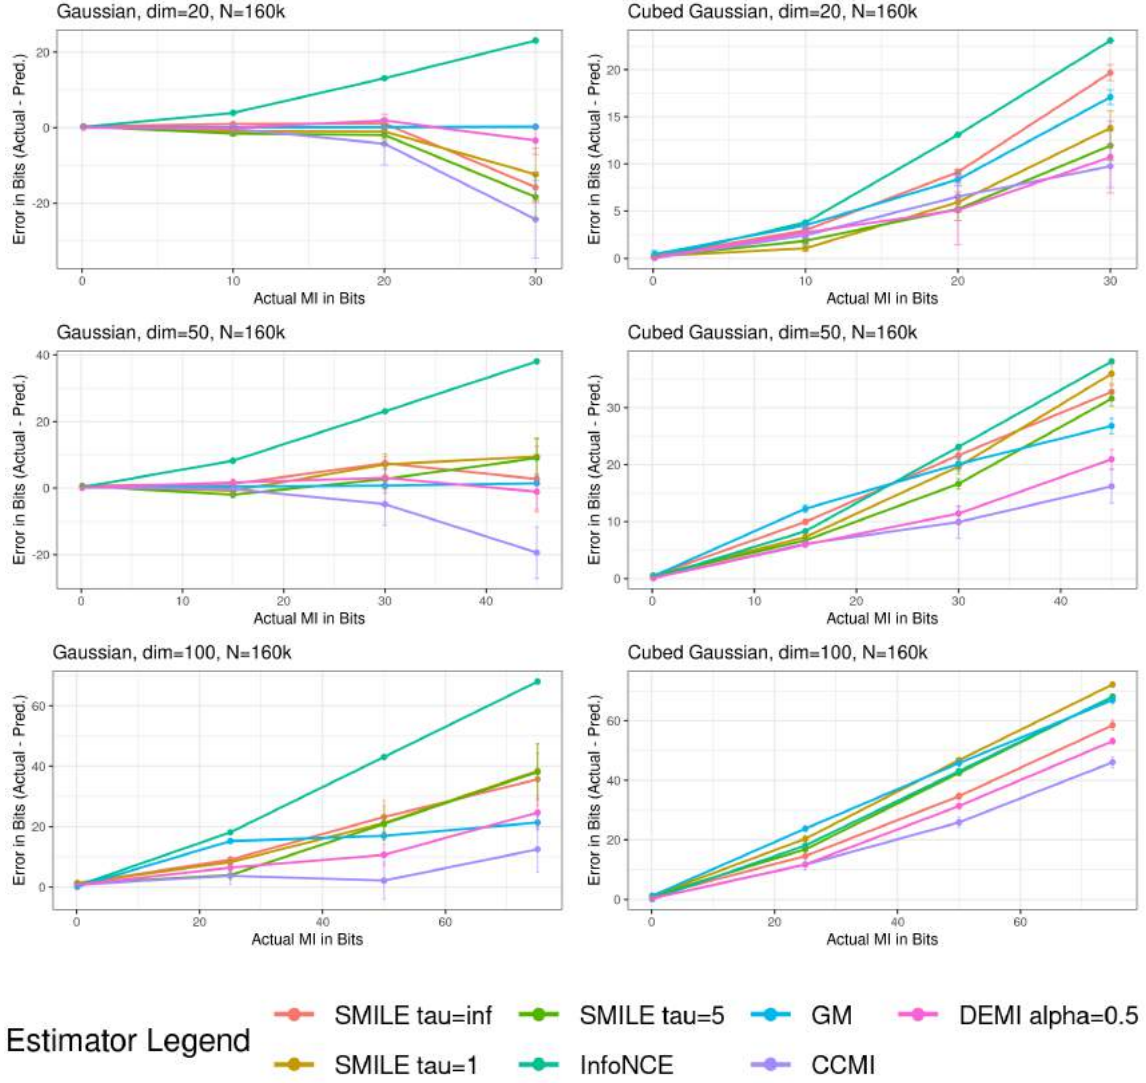 Gaussian, dim=20, N=160k
Error in Bits (Actual - Pred.)
20
0
-20
0 10 20 30
Actual MI in Bits
Cubed Gaussian, dim=20, N=160k
Error in Bits (Actual - Pred.)
20
15
10
5
0
0 10 20 30
Actual MI in Bits
Gaussian, dim=50, N=160k
Error in Bits (Actual - Pred.)
40
20
0
-20
0 10 20 30 40
Actual MI in Bits
Cubed Gaussian, dim=50, N=160k
Error in Bits (Actual - Pred.)
30
20
10
0
0 10 20 30 40
Actual MI in Bits
Gaussian, dim=100, N=160k
Error in Bits (Actual - Pred.)
60
40
20
0
0 20 40 60
Actual MI in Bits
Cubed Gaussian, dim=100, N=160k
Error in Bits (Actual - Pred.)
60
40
20
0
0 20 40 60
Actual MI in Bits
Estimator Legend
SMILE tau=inf SMILE tau=5 GM DEMI alpha=0.5
SMILE tau=1 InfoNCE CCMI